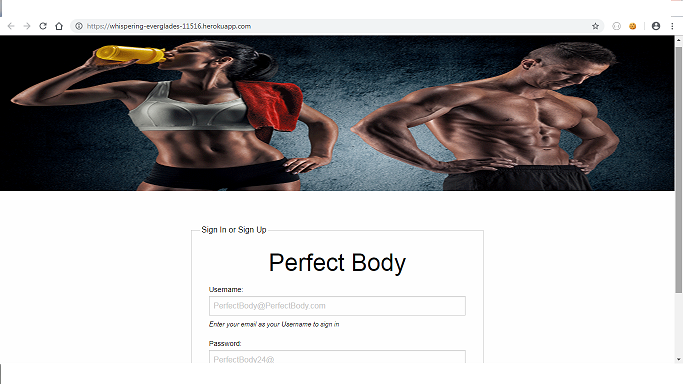 https://whispering-everglades-11516.herokuapp.com
Sign In or Sign Up
Perfect Body
Username:
PerfectBody@PerfectBody.com
Enter your email as your Username to sign in
Password:
PerfectBody24@